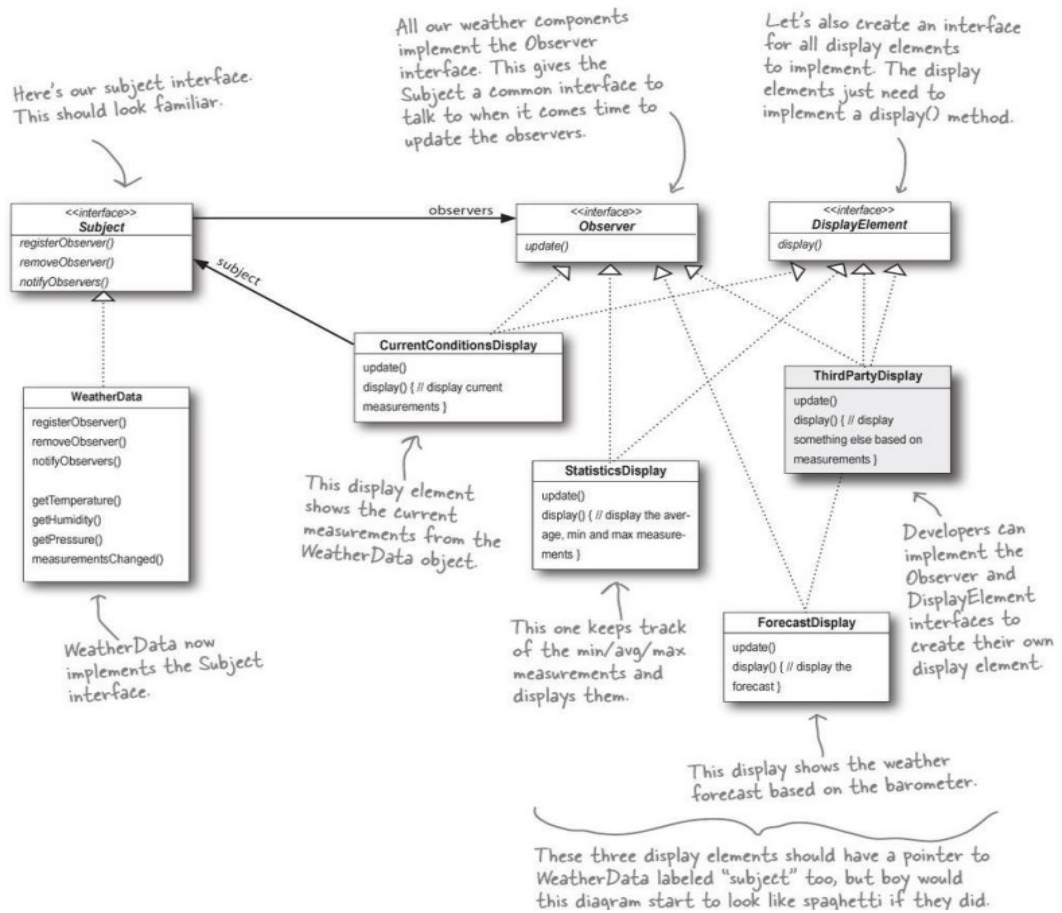 Here's our subject interface.
This should look familiar.
All our weather components
implement the Observer
interface. This gives the
Subject a common interface to
talk to when it comes time to
update the observers.
Let's also create an interface
for all display elements
to implement. The display
elements just need to
implement a display() method.
<<interface>>
Subject
registerObserver()
removeObserver()
notifyObservers()
observers
<<interface>>
Observer
update()
<<interface>>
DisplayElement
display()
subject
CurrentConditionsDisplay
update()
display() { // display current
measurements }
WeatherData
registerObserver()
removeObserver()
notifyObservers()
getTemperature()
getHumidity()
getPressure()
measurementsChanged()
ThirdPartyDisplay
update()
display() { // display
something else based on
measurements }
This display element
shows the current
measurements from the
WeatherData object.
StatisticsDisplay
update()
display() { // display the aver-
age, min and max measure-
ments }
Developers can
implement the
Observer and
DisplayElement
interfaces to
create their own
display element.
WeatherData now
implements the Subject
interface.
This one keeps track
of the min/avg/max
measurements and
displays them.
ForecastDisplay
update()
display() { // display the
forecast }
This display shows the weather
forecast based on the barometer.
These three display elements should have a pointer to
WeatherData labeled "subject" too, but boy would
this diagram start to look like spaghetti if they did.